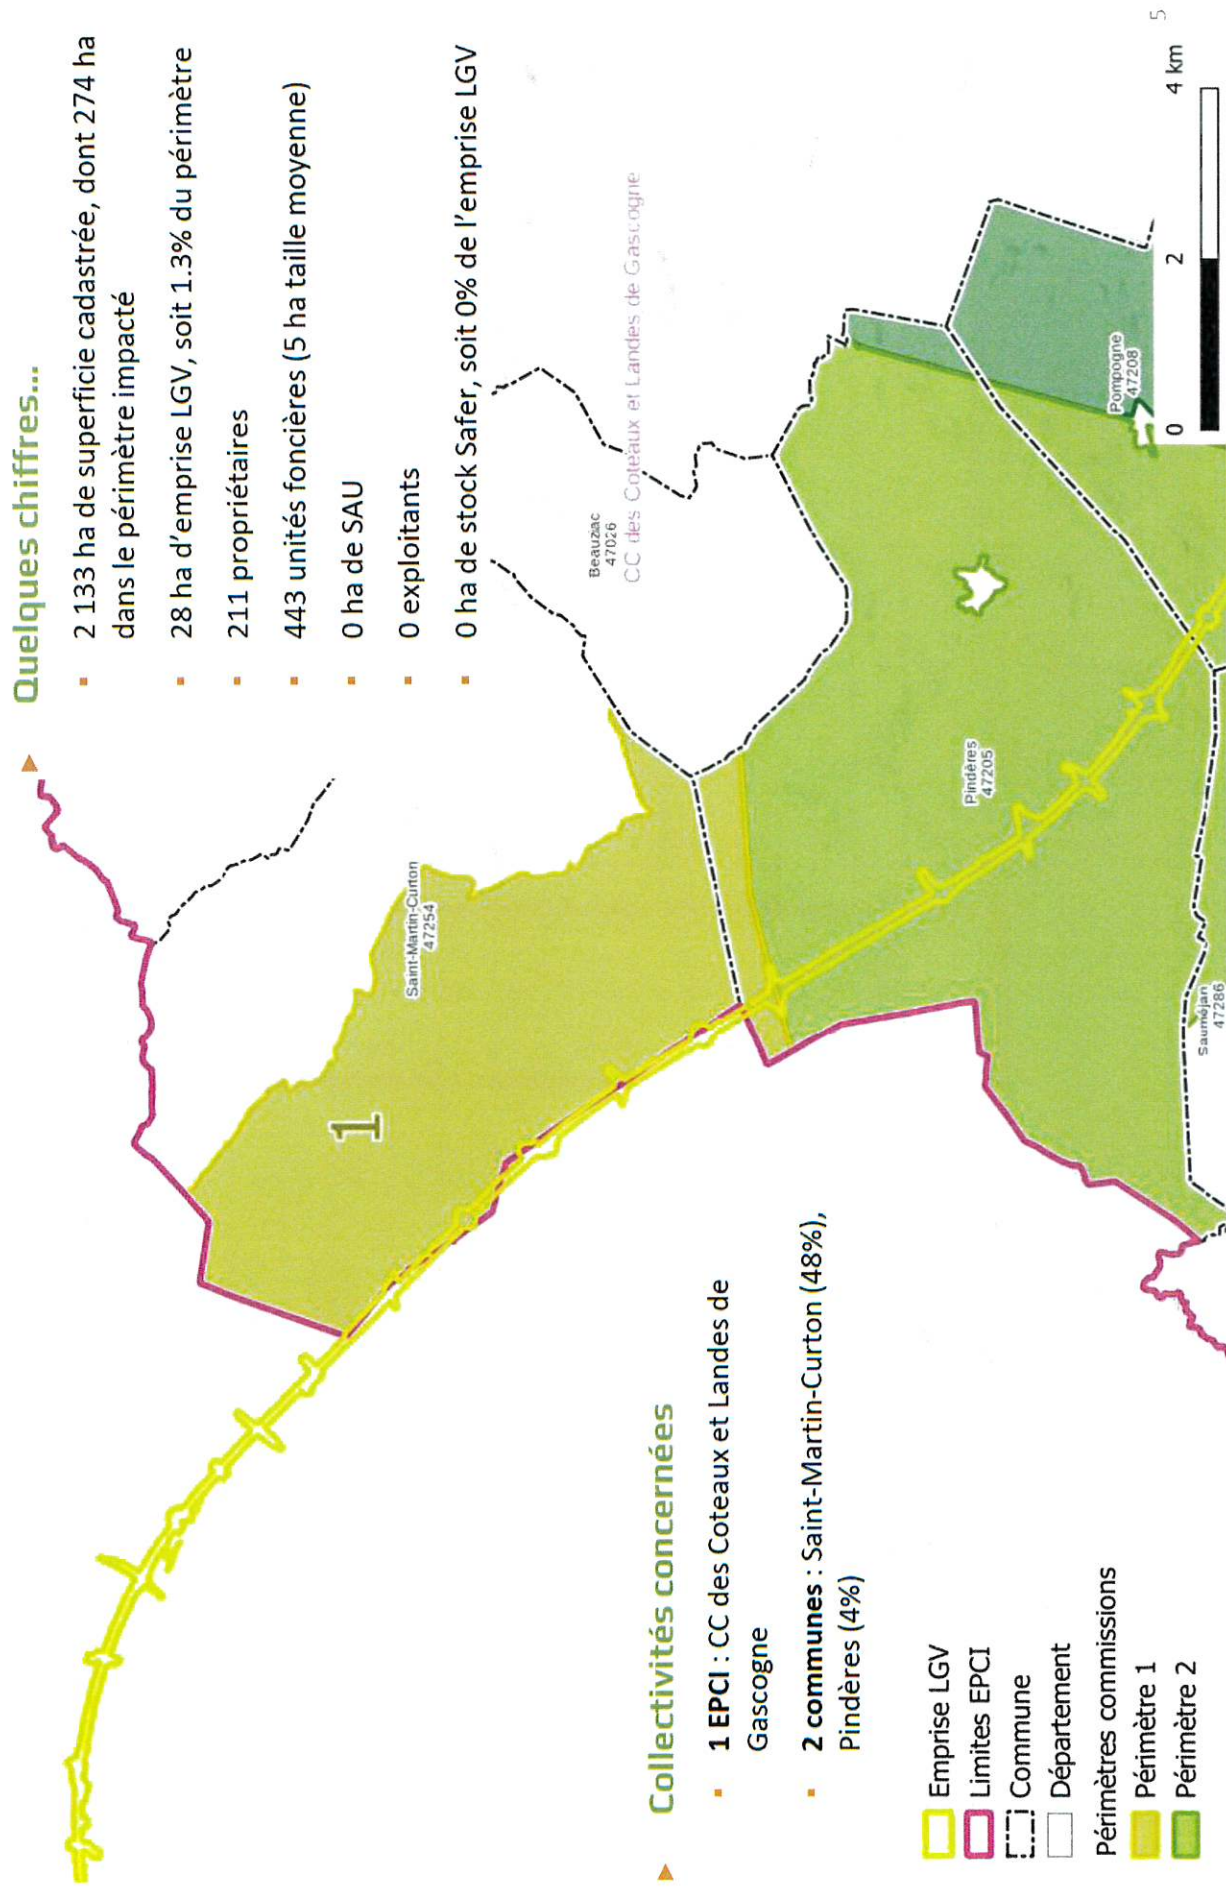 Quelques chiffres...
2 133 ha de superficie cadastrée, dont 274 ha
dans le périmètre impacté
28 ha d'emprise LGV, soit 1.3% du périmètre
211 propriétaires
443 unités foncières (5 ha taille moyenne)
0 ha de SAU
0 exploitants
0 ha de stock Safer, soit 0% de l'emprise LGV
Collectivités concernées
1 EPCI : CC des Coteaux et Landes de
Gascogne
2 communes : Saint-Martin-Curton (48%),
Pindères (4%)
Saint-Martin-Curton
47254
1
Beauziac
47026
CC des Coteaux et Landes de Gascogne
Pindères
47205
Pompogne
47208
Sauméjan
47286
Emprise LGV
Limites EPCI
Commune
Département
Périmètres commissions
Périmètre 1
Périmètre 2
0 2 4 km
5